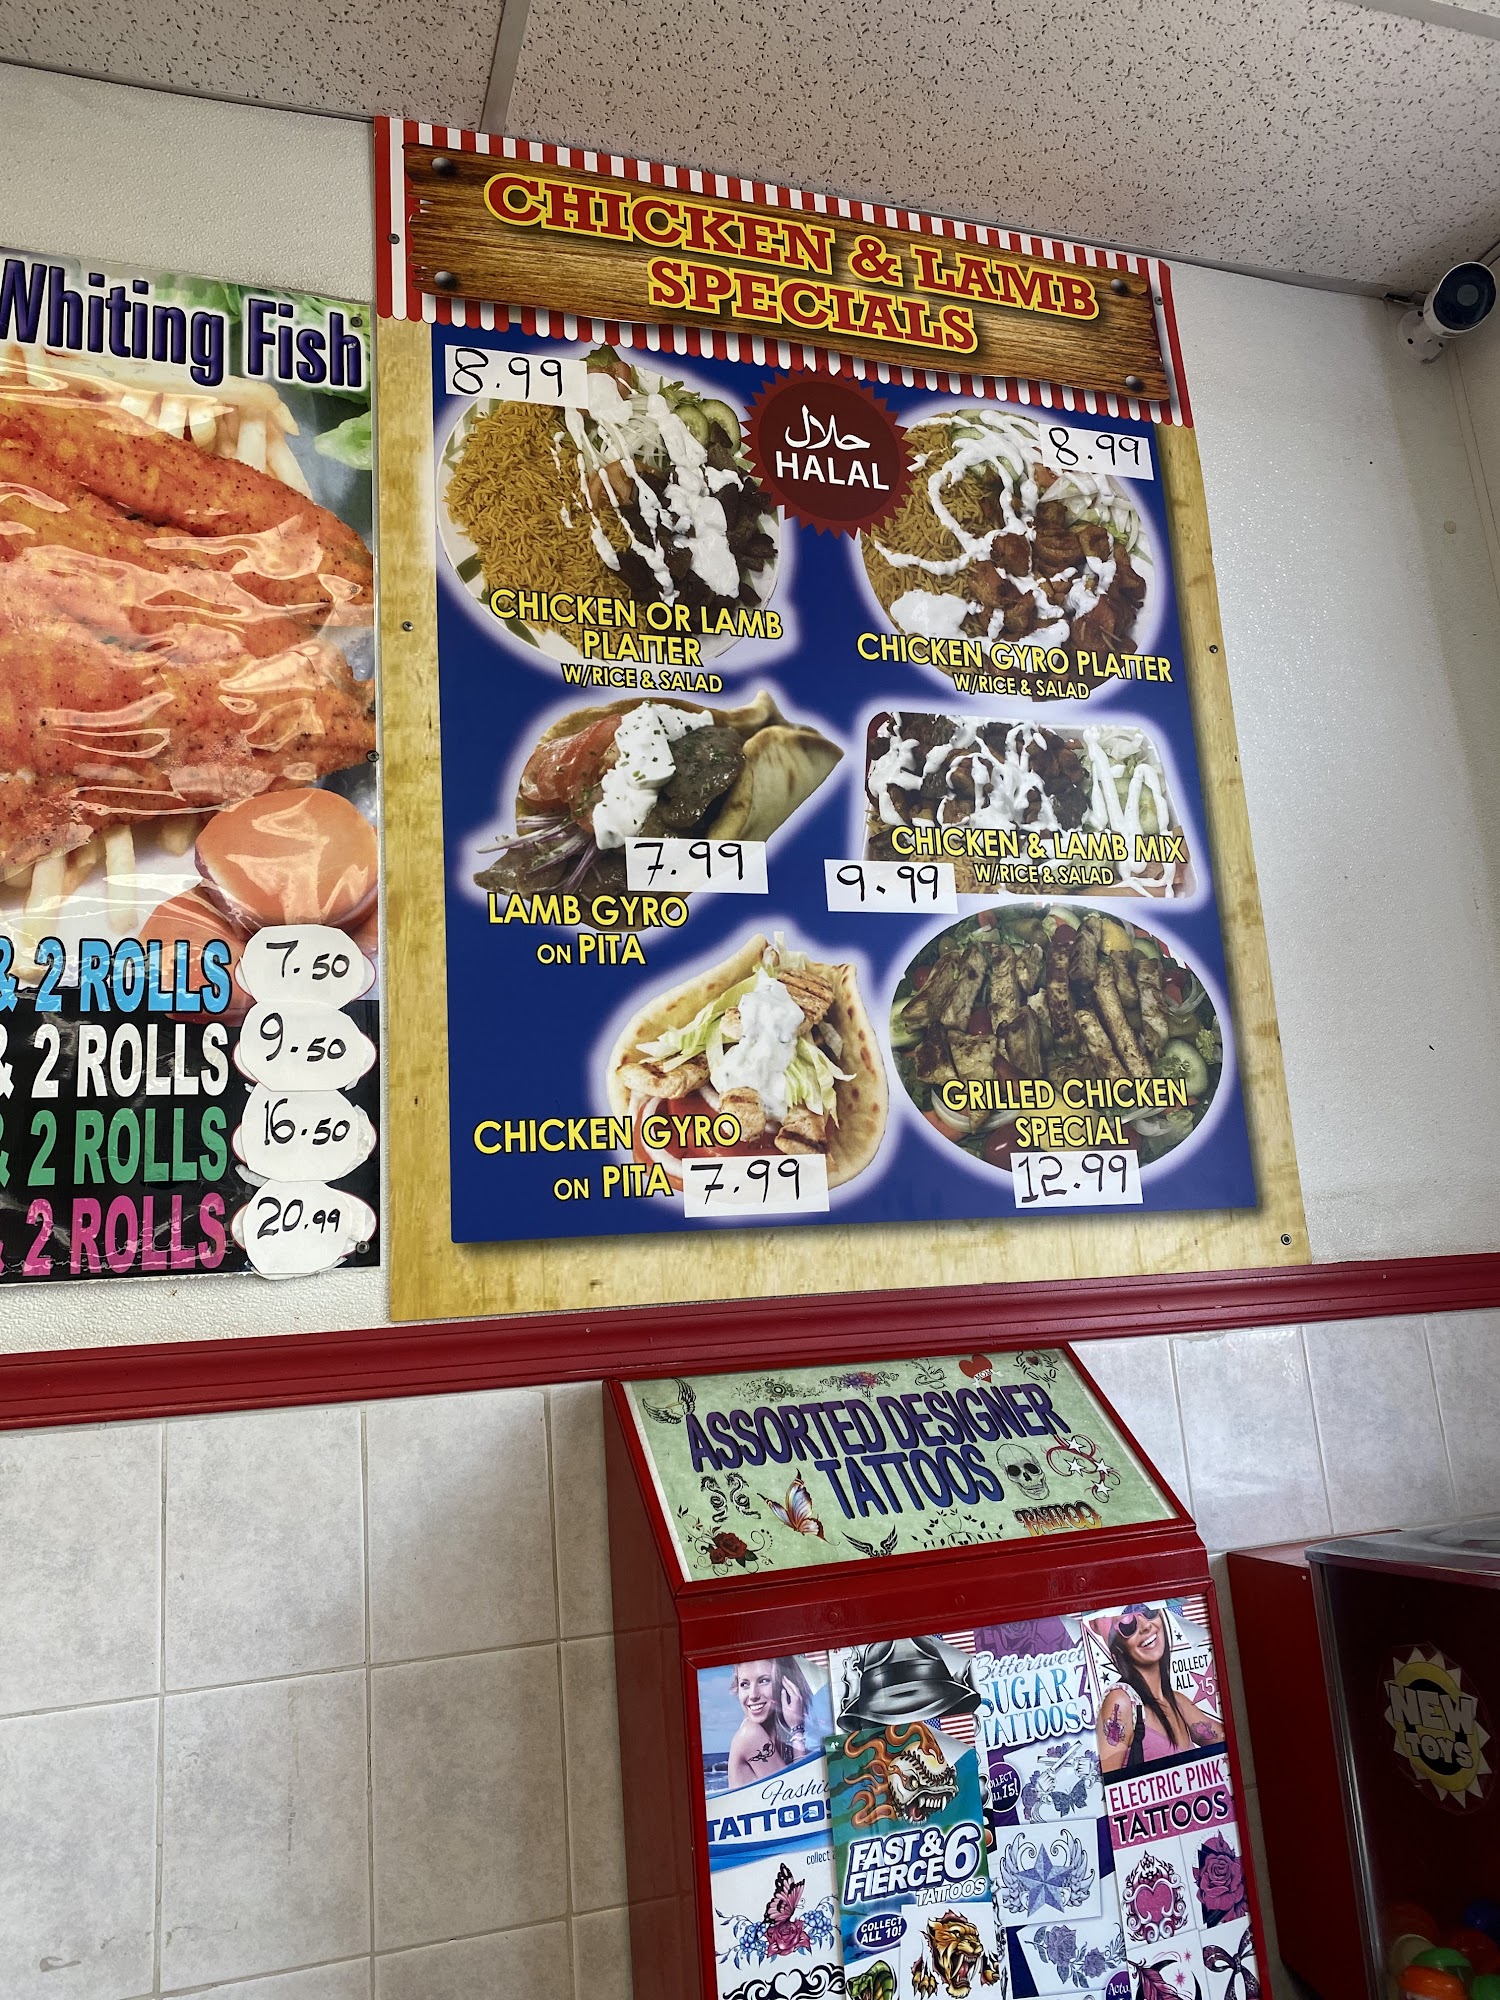 Whiting Fish
& 2 ROLLS 7.50
& 2 ROLLS 9.50
& 2 ROLLS 16.50
2 ROLLS 20.99
CHICKEN & LAMB
SPECIALS
حلال
HALAL
8.99
CHICKEN OR LAMB
PLATTER
W/RICE & SALAD
8.99
CHICKEN GYRO PLATTER
W/RICE & SALAD
7.99
LAMB GYRO
ON PITA
CHICKEN & LAMB MIX
W/RICE & SALAD
9.99
CHICKEN GYRO
ON PITA 7.99
GRILLED CHICKEN
SPECIAL
12.99
MOM
ASSORTED DESIGNER
TATTOOS
TATTOO
TATTOOS
Bittersweet
SUGAR
TATTOOS
COLLECT
ALL 15
FAST &
FIERCE 6
TATTOOS
COLLECT
ALL 10!
ELECTRIC PINK
TATTOOS
NEW
TOYS